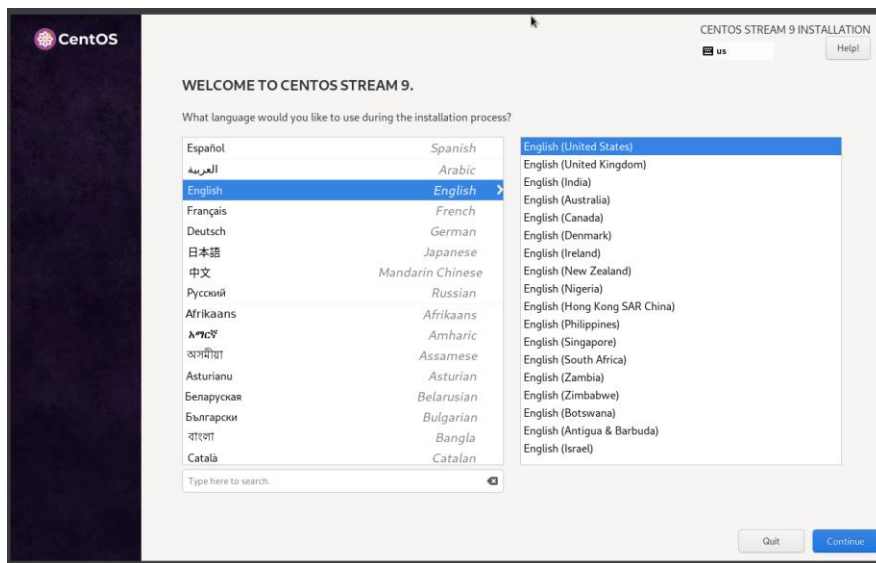 CentOS
CENTOS STREAM 9 INSTALLATION
us
Help!
WELCOME TO CENTOS STREAM 9.
What language would you like to use during the installation process?
Español Spanish
العربية Arabic
English English
Français French
Deutsch German
日本語 Japanese
中文 Mandarin Chinese
Русский Russian
Afrikaans Afrikaans
አማርኛ Amharic
অসমীয়া Assamese
Asturianu Asturian
Беларуская Belarusian
Български Bulgarian
বাংলা Bangla
Català Catalan
Type here to search.
English (United States)
English (United Kingdom)
English (India)
English (Australia)
English (Canada)
English (Denmark)
English (Ireland)
English (New Zealand)
English (Nigeria)
English (Hong Kong SAR China)
English (Philippines)
English (Singapore)
English (South Africa)
English (Zambia)
English (Zimbabwe)
English (Botswana)
English (Antigua & Barbuda)
English (Israel)
Quit
Continue